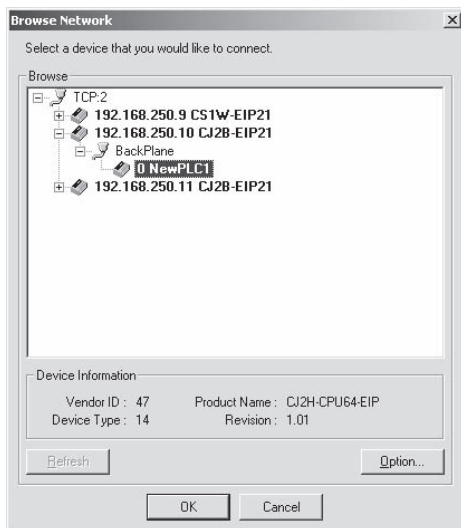 Browse Network
Select a device that you would like to connect.
Browse
TCP:2
192.168.250.9 CS1W-EIP21
192.168.250.10 CJ2B-EIP21
BackPlane
0 NewPLC1
192.168.250.11 CJ2B-EIP21
Device Information
Vendor ID : 47 Product Name : CJ2H-CPU64-EIP
Device Type : 14 Revision : 1.01
Refresh Option...
OK Cancel